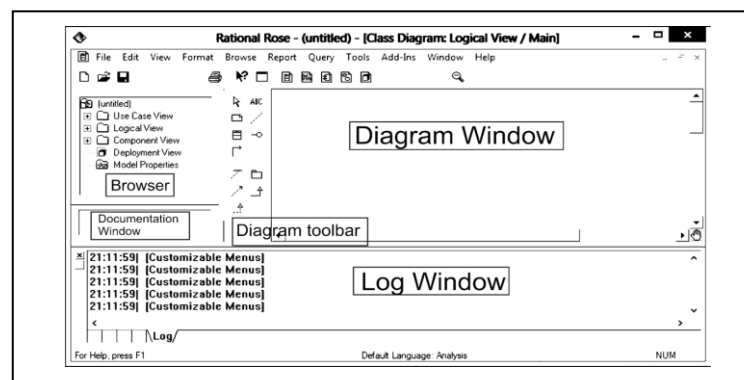 Rational Rose - (untitled) - [Class Diagram: Logical View / Main]
File Edit View Format Browse Report Query Tools Add-Ins Window Help
(untitled)
Use Case View
Logical View
Component View
Deployment View
Model Properties
Browser
Documentation
Window
ABC
Diagram toolbar
Diagram Window
21:11:59| [Customizable Menus]
21:11:59| [Customizable Menus]
21:11:59| [Customizable Menus]
21:11:59| [Customizable Menus]
21:11:59| [Customizable Menus]
Log Window
Log
For Help, press F1 Default Language: Analysis NUM